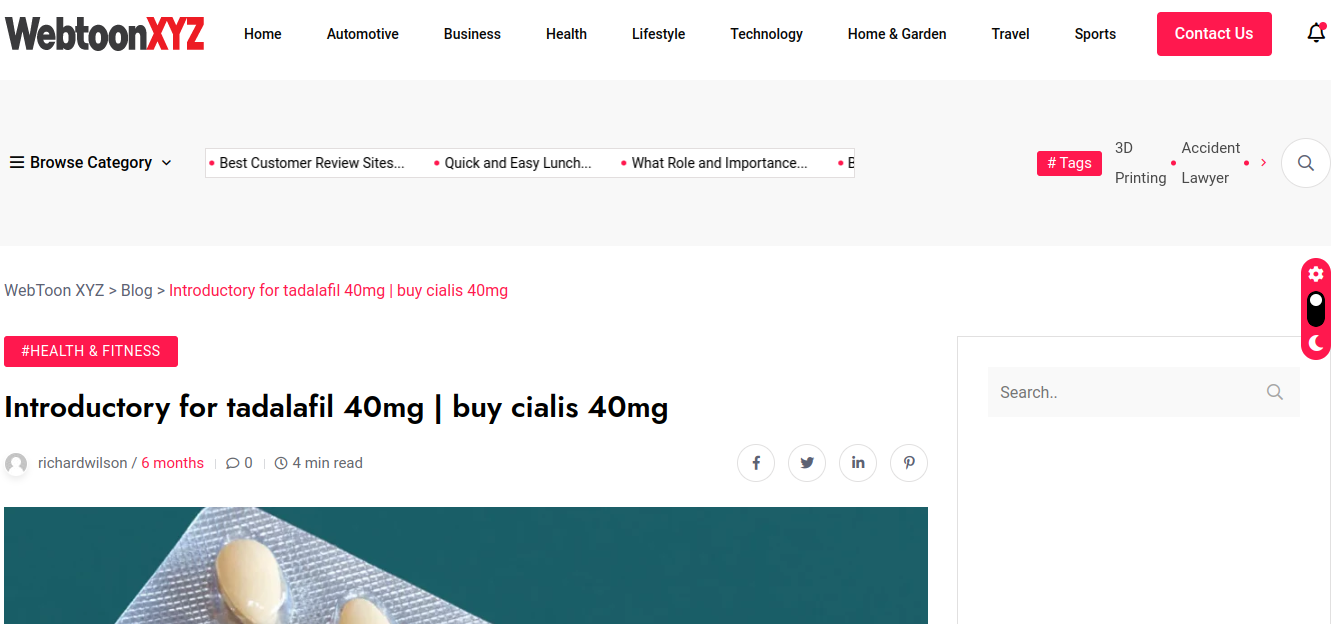 WebtoonXYZ
Home Automotive Business Health Lifestyle Technology Home & Garden Travel Sports Contact Us
Browse Category
Best Customer Review Sites... Quick and Easy Lunch... What Role and Importance...
# Tags
3D Printing
Accident Lawyer
WebToon XYZ > Blog > Introductory for tadalafil 40mg | buy cialis 40mg
#HEALTH & FITNESS
Introductory for tadalafil 40mg | buy cialis 40mg
richardwilson / 6 months 0 4 min read
Search..